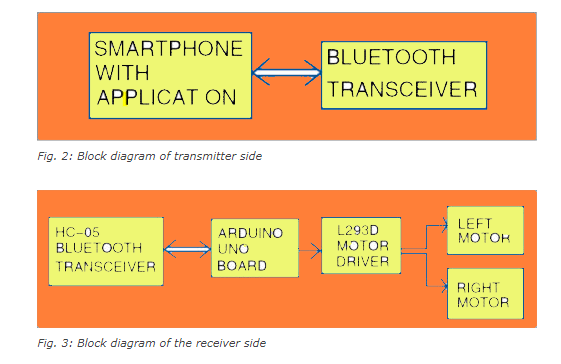 SMARTPHONE
WITH
APPLICAT ON
BLUETOOTH
TRANSCEIVER
Fig. 2: Block diagram of transmitter side
HC-05
BLUETOOTH
TRANSCEIVER
ARDUINO
UNO
BOARD
L293D
MOTOR
DRIVER
LEFT
MOTOR
RIGHT
MOTOR
Fig. 3: Block diagram of the receiver side